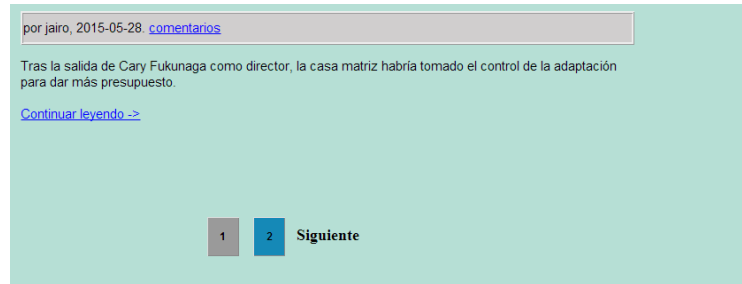 por jairo, 2015-05-28. comentarios
Tras la salida de Cary Fukunaga como director, la casa matriz habría tomado el control de la adaptación
para dar más presupuesto.
Continuar leyendo ->
1 2 Siguiente